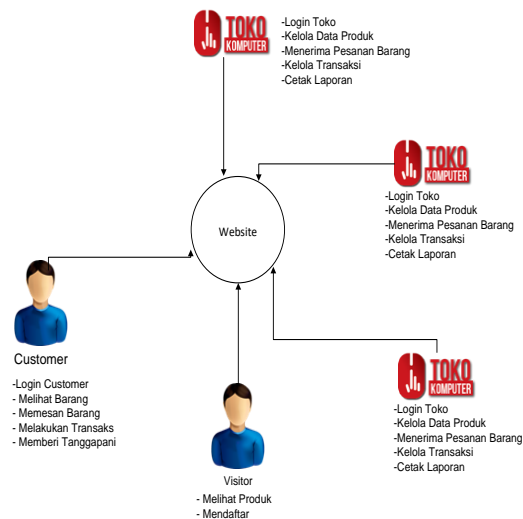 TOKO
KOMPUTER
-Login Toko
-Kelola Data Produk
-Menerima Pesanan Barang
-Kelola Transaksi
-Cetak Laporan
TOKO
KOMPUTER
-Login Toko
-Kelola Data Produk
-Menerima Pesanan Barang
-Kelola Transaksi
-Cetak Laporan
Website
Customer
-Login Customer
- Melihat Barang
- Memesan Barang
- Melakukan Transaks
- Memberi Tanggapani
TOKO
KOMPUTER
-Login Toko
-Kelola Data Produk
-Menerima Pesanan Barang
-Kelola Transaksi
-Cetak Laporan
Visitor
- Melihat Produk
- Mendaftar